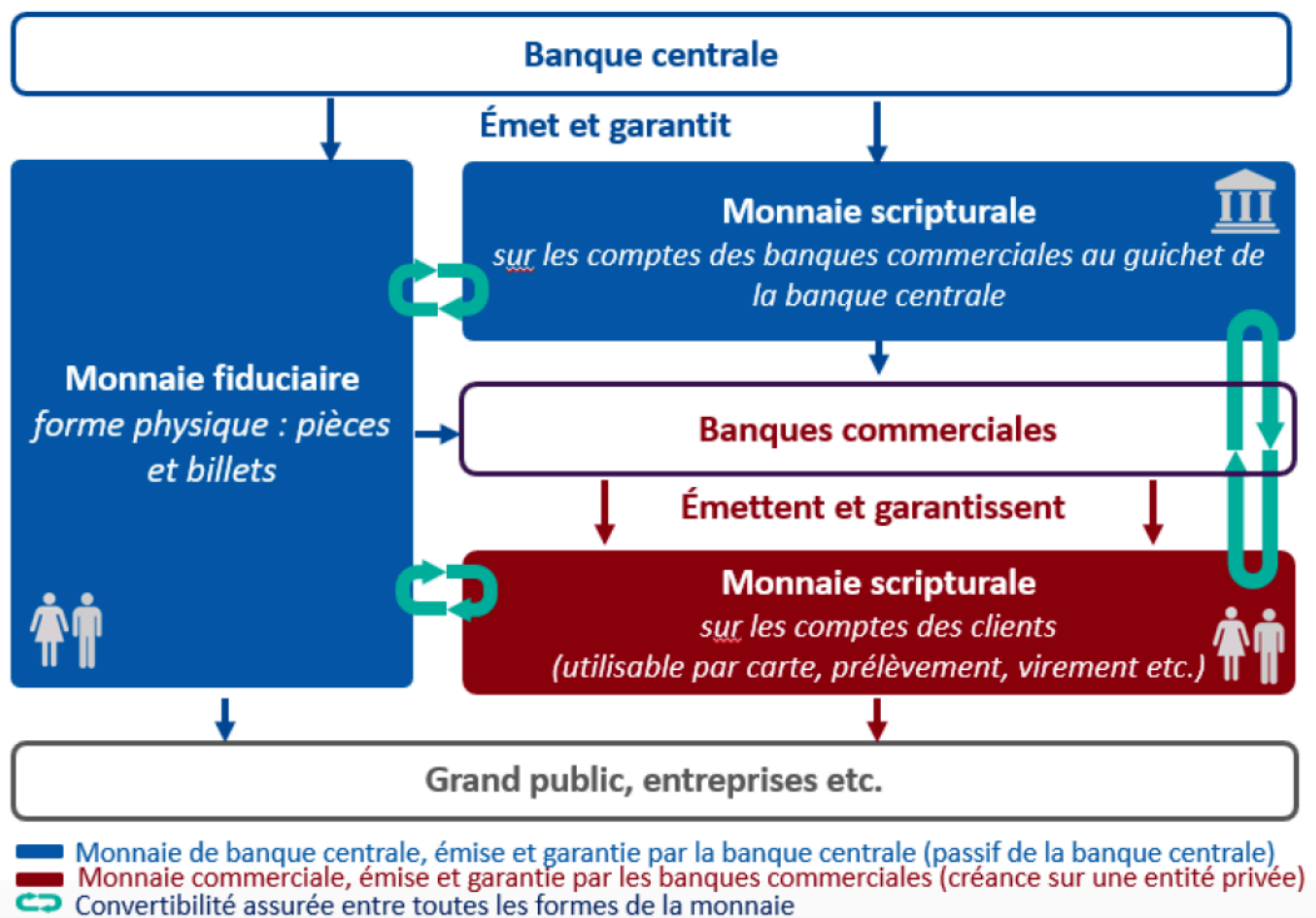 Banque centrale
Émet et garantit
Monnaie scripturale
sur les comptes des banques commerciales au guichet de
la banque centrale
Monnaie fiduciaire
forme physique : pièces
et billets
Banques commerciales
Émettent et garantissent
Monnaie scripturale
sur les comptes des clients
(utilisable par carte, prélèvement, virement etc.)
Grand public, entreprises etc.
Monnaie de banque centrale, émise et garantie par la banque centrale (passif de la banque centrale)
Monnaie commerciale, émise et garantie par les banques commerciales (créance sur une entité privée)
Convertibilité assurée entre toutes les formes de la monnaie